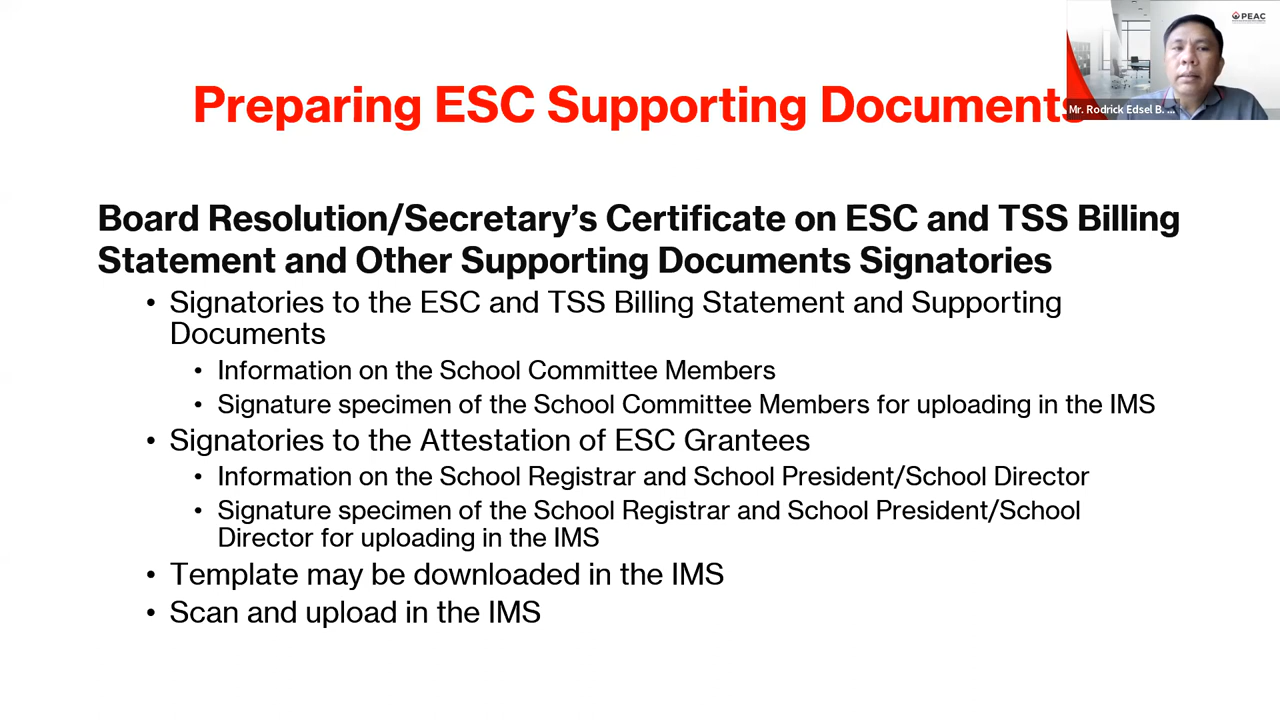 PEAC
Preparing ESC Supporting Documents
Mr. Rodrick Edsel B. ...
Board Resolution/Secretary’s Certificate on ESC and TSS Billing
Statement and Other Supporting Documents Signatories
• Signatories to the ESC and TSS Billing Statement and Supporting
Documents
• Information on the School Committee Members
• Signature specimen of the School Committee Members for uploading in the IMS
• Signatories to the Attestation of ESC Grantees
• Information on the School Registrar and School President/School Director
• Signature specimen of the School Registrar and School President/School
Director for uploading in the IMS
• Template may be downloaded in the IMS
• Scan and upload in the IMS